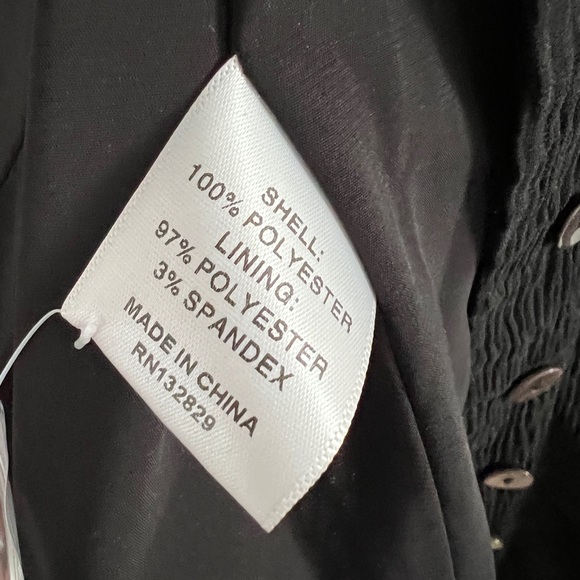 SHELL:
100% POLYESTER
LINING:
97% POLYESTER
3% SPANDEX
MADE IN CHINA
RN132829